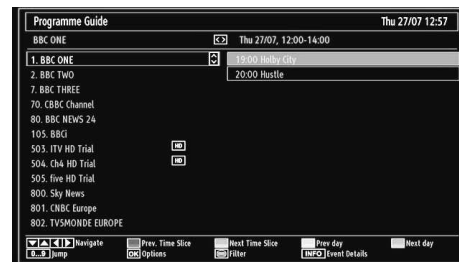 Programme Guide Thu 27/07 12:57
BBC ONE Thu 27/07, 12:00-14:00
1. BBC ONE 19:00 Holby City
2. BBC TWO 20:00 Hustle
7. BBC THREE
70. CBBC Channel
80. BBC NEWS 24
105. BBCi
503. ITV HD Trial HD
504. Ch4 HD Trial HD
505. five HD Trial
800. Sky News
801. CNBC Europe
802. TV5MONDE EUROPE
Navigate Prev. Time Slice Next Time Slice Prev day Next day
0...9 Jump OK Options Filter INFO Event Details